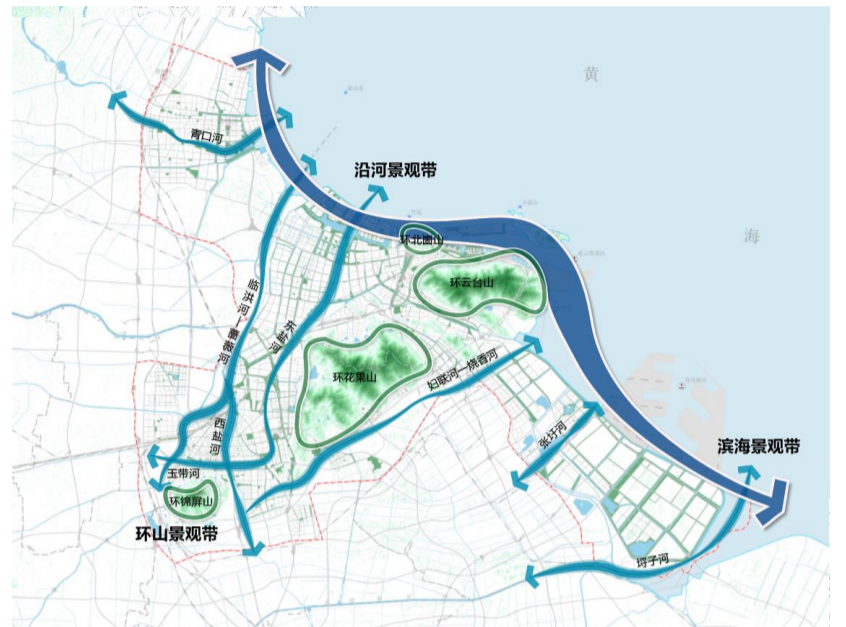 黄
海
青口河
沿河景观带
环北崮山
环云台山
临洪河—蔷薇河
东盐河
环花果山
妇联河—烧香河
西盐河
张圩河
滨海景观带
玉带河
环锦屏山
环山景观带
埒子河